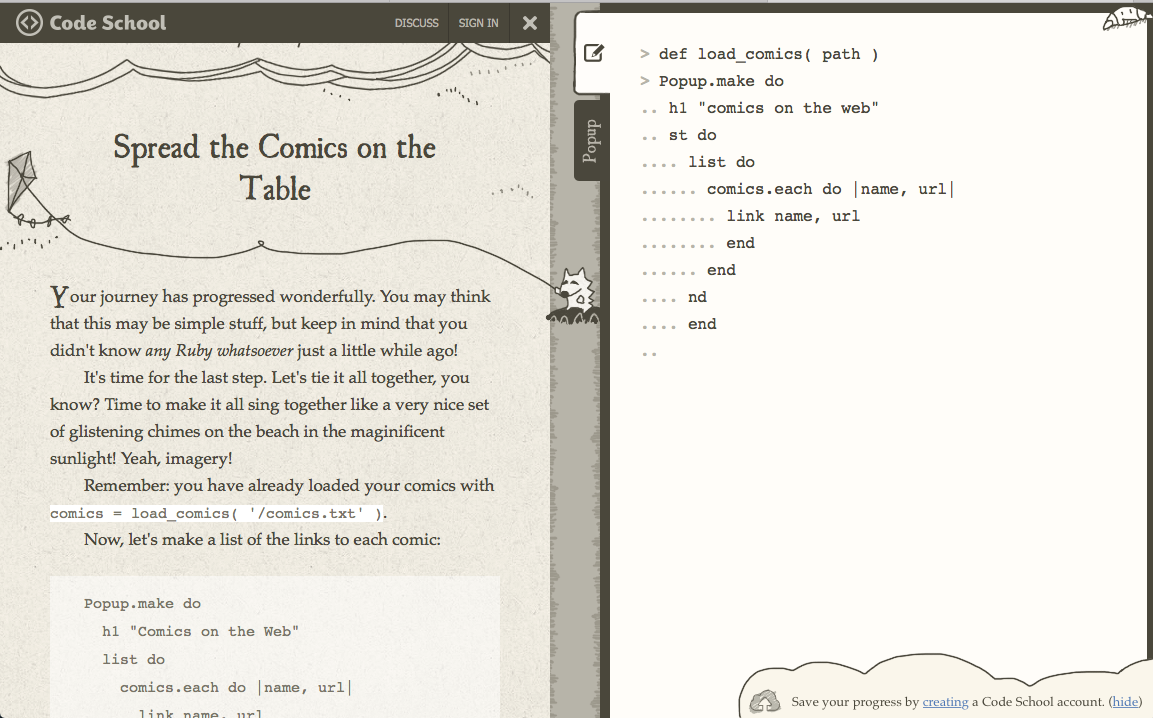 Code School
DISCUSS
SIGN IN
Spread the Comics on the
Table
Your journey has progressed wonderfully. You may think
that this may be simple stuff, but keep in mind that you
didn't know any Ruby whatsoever just a little while ago!
It's time for the last step. Let's tie it all together, you
know? Time to make it all sing together like a very nice set
of glistening chimes on the beach in the maginificent
sunlight! Yeah, imagery!
Remember: you have already loaded your comics with
comics = load_comics( '/comics.txt' ).
Now, let's make a list of the links to each comic:
Popup.make do
h1 "Comics on the Web"
list do
comics.each do |name, url|
link name, url
Popup
> def load_comics( path )
> Popup.make do
.. h1 "comics on the web"
.. st do
.... list do
...... comics.each do |name, url|
........ link name, url
........ end
...... end
.... nd
.... end
..
Save your progress by creating a Code School account. (hide)